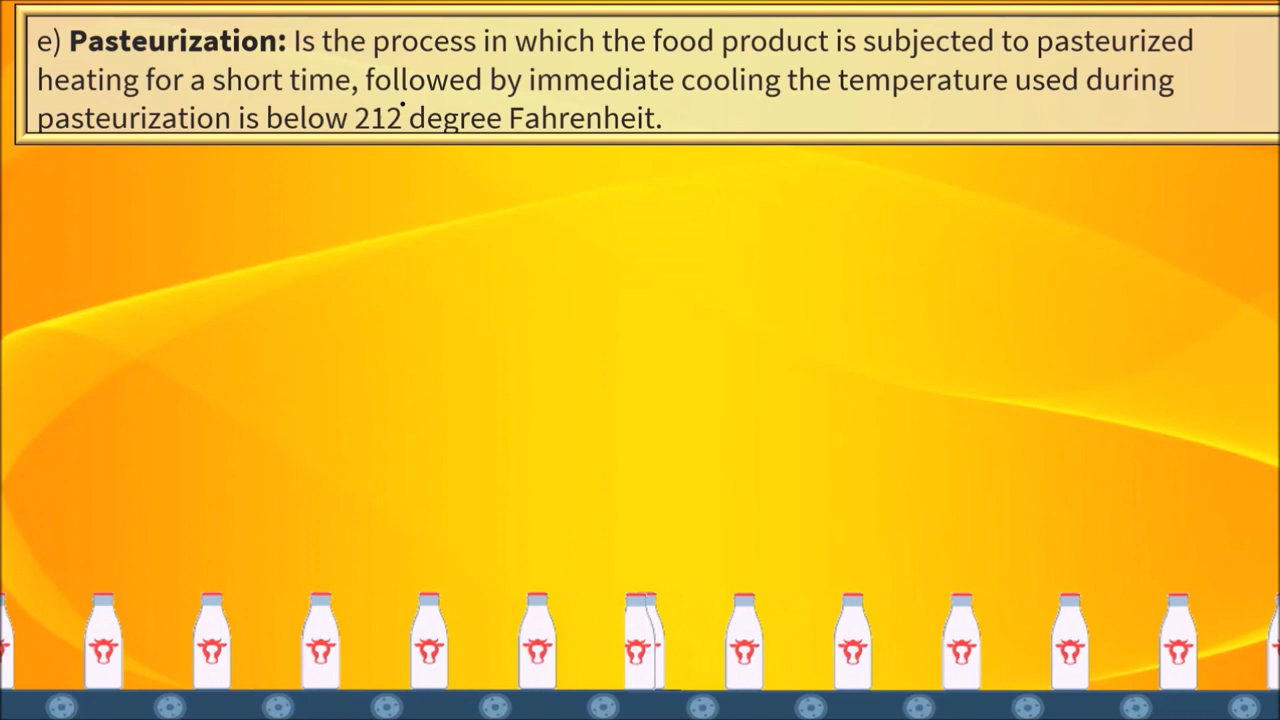 e) Pasteurization: Is the process in which the food product is subjected to pasteurized
heating for a short time, followed by immediate cooling the temperature used during
pasteurization is below 212 degree Fahrenheit.